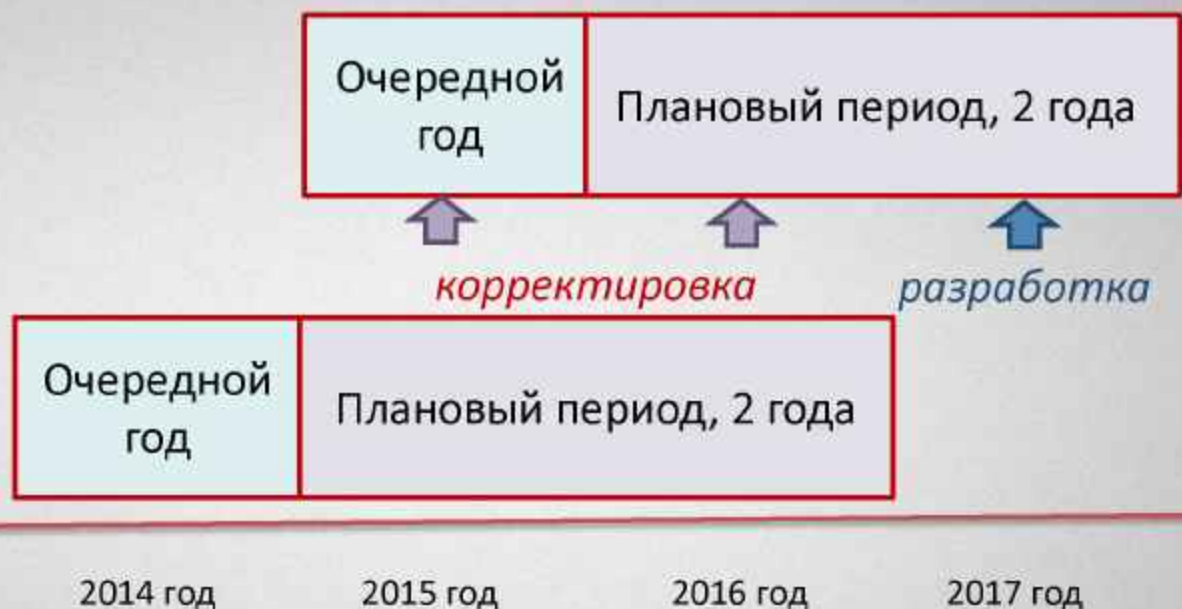 Очередной
год
Плановый период, 2 года
корректировка
разработка
Очередной
год
Плановый период, 2 года
2014 год
2015 год
2016 год
2017 год